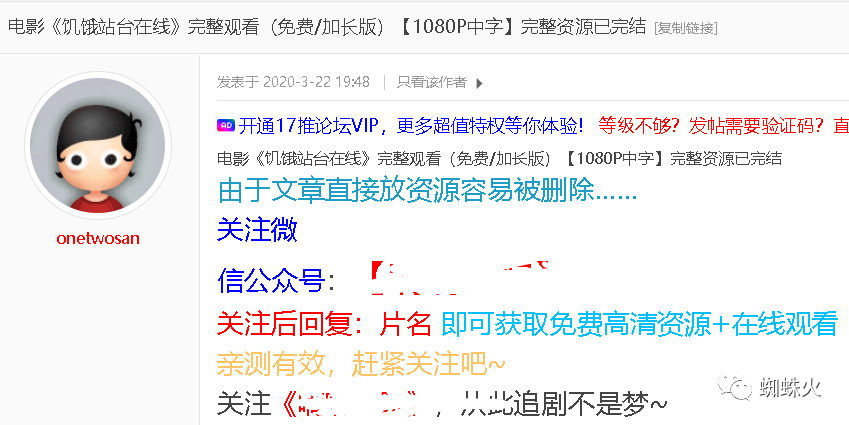 电影《饥饿站台在线》完整观看（免费/加长版）【1080P中字】完整资源已完结 [复制链接]
发表于 2020-3-22 19:48 | 只看该作者
AD 开通17推论坛VIP，更多超值特权等你体验！ 等级不够？发帖需要验证码？直
电影《饥饿站台在线》完整观看（免费/加长版）【1080P中字】完整资源已完结
由于文章直接放资源容易被删除……
onetwosan
关注微
信公众号：【
关注后回复：片名 即可获取免费高清资源+在线观看
亲测有效，赶紧关注吧~
关注《 》，从此追剧不是梦~
蜘蛛火